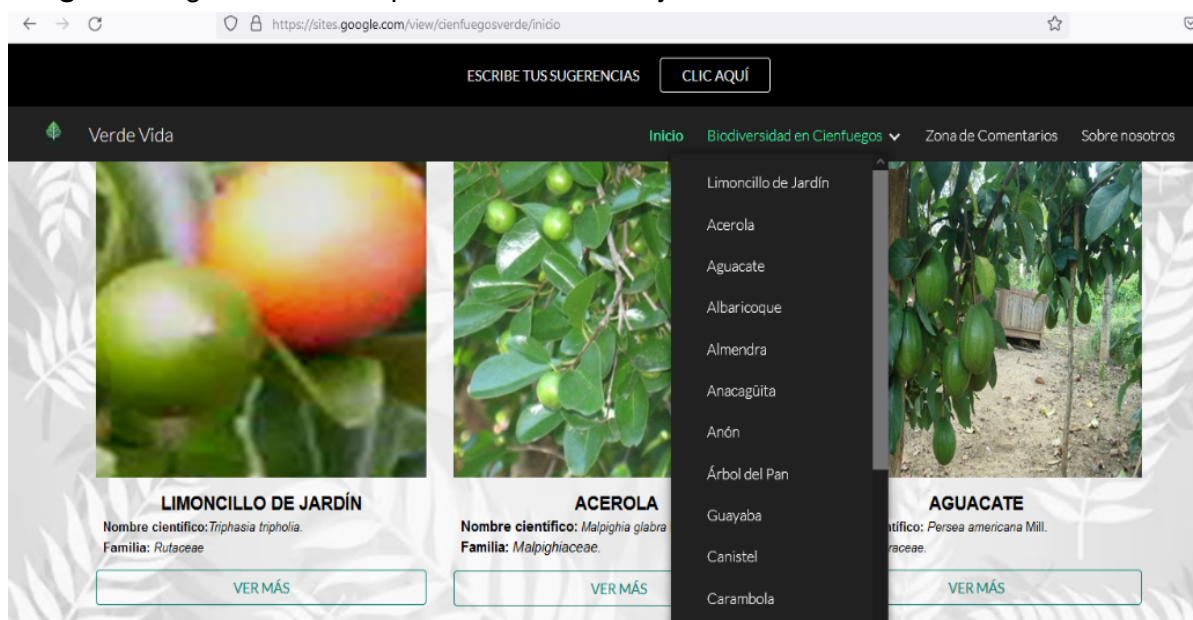 https://sites.google.com/view/cienfuegosverde/inicio
ESCRIBE TUS SUGERENCIAS CLIC AQUÍ
Verde Vida Inicio Biodiversidad en Cienfuegos Zona de Comentarios Sobre nosotros
Limoncillo de Jardín
Acerola
Aguacate
Albaricoque
Almendra
Anacagüita
Anón
Árbol del Pan
Guayaba
Canistel
Carambola
LIMONCILLO DE JARDÍN
Nombre científico:Triphasia tripholia.
Familia: Rutaceae
VER MÁS
ACEROLA
Nombre científico: Malpighia glabra
Familia: Malpighiaceae.
VER MÁS
AGUACATE
Persea americana Mill.
VER MÁS